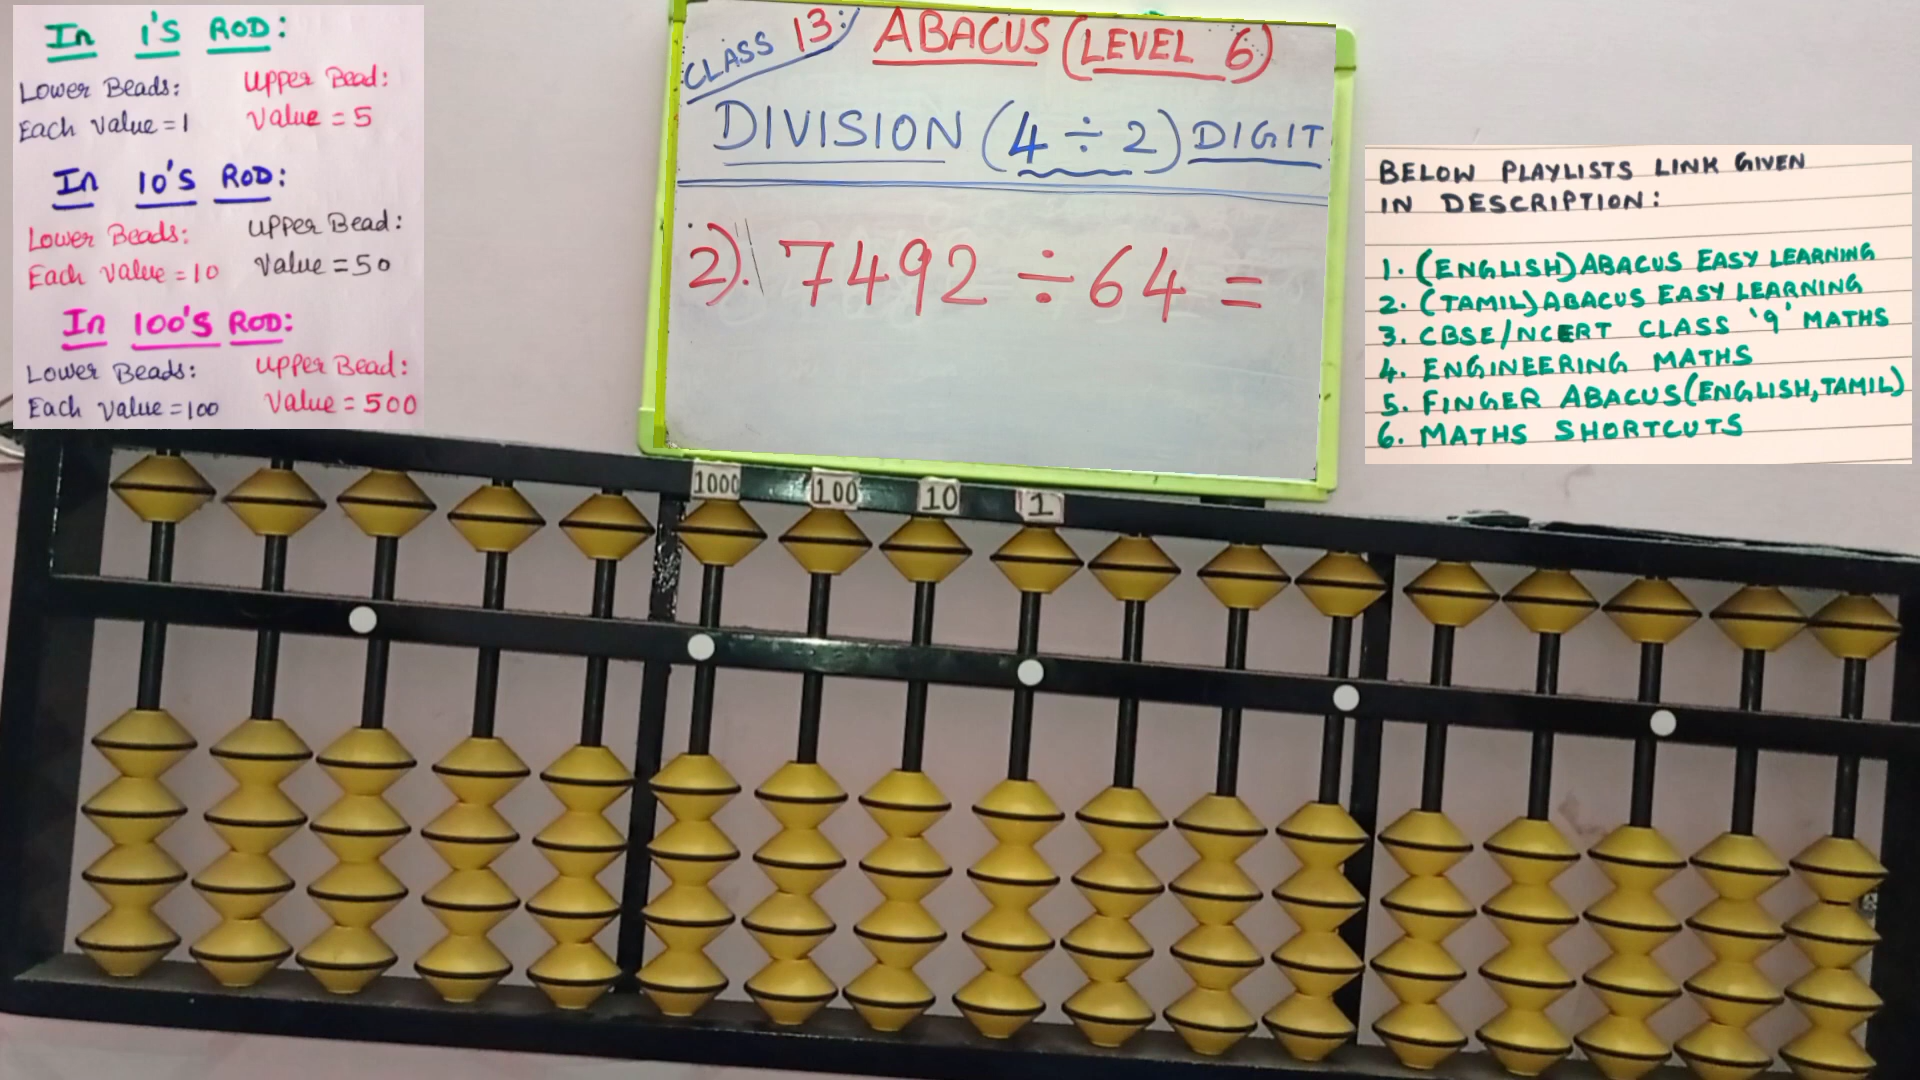 In 1'S ROD:
Lower Beads: Upper Bead:
Each value = 1 Value = 5
In 10'S ROD:
Lower Beads: Upper Bead:
Each value = 10 Value = 50
In 100'S ROD:
Lower Beads: Upper Bead:
Each value = 100 Value = 500
CLASS 13: ABACUS (LEVEL 6)
DIVISION (4 ÷ 2) DIGIT
2). 7492 ÷ 64 =
BELOW PLAYLISTS LINK GIVEN
IN DESCRIPTION:
1. (ENGLISH) ABACUS EASY LEARNING
2. (TAMIL) ABACUS EASY LEARNING
3. CBSE/NCERT CLASS '9' MATHS
4. ENGINEERING MATHS
5. FINGER ABACUS (ENGLISH, TAMIL)
6. MATHS SHORTCUTS
1000 100 10 1